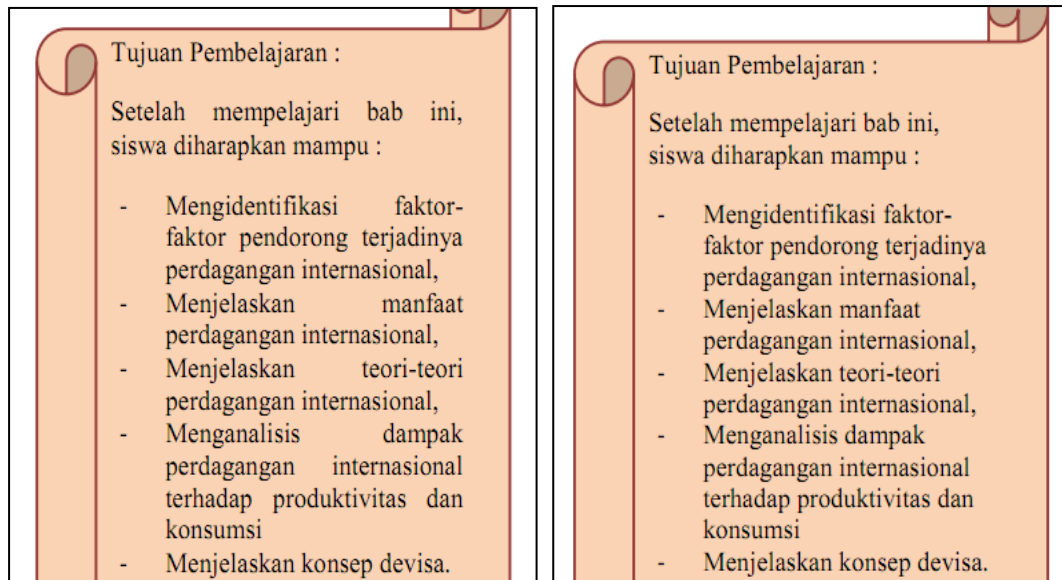 Tujuan Pembelajaran :
Setelah mempelajari bab ini,
siswa diharapkan mampu :
- Mengidentifikasi faktor-
faktor pendorong terjadinya
perdagangan internasional,
- Menjelaskan manfaat
perdagangan internasional,
- Menjelaskan teori-teori
perdagangan internasional,
- Menganalisis dampak
perdagangan internasional
terhadap produktivitas dan
konsumsi
- Menjelaskan konsep devisa.
Tujuan Pembelajaran :
Setelah mempelajari bab ini,
siswa diharapkan mampu :
- Mengidentifikasi faktor-
faktor pendorong terjadinya
perdagangan internasional,
- Menjelaskan manfaat
perdagangan internasional,
- Menjelaskan teori-teori
perdagangan internasional,
- Menganalisis dampak
perdagangan internasional
terhadap produktivitas dan
konsumsi
- Menjelaskan konsep devisa.